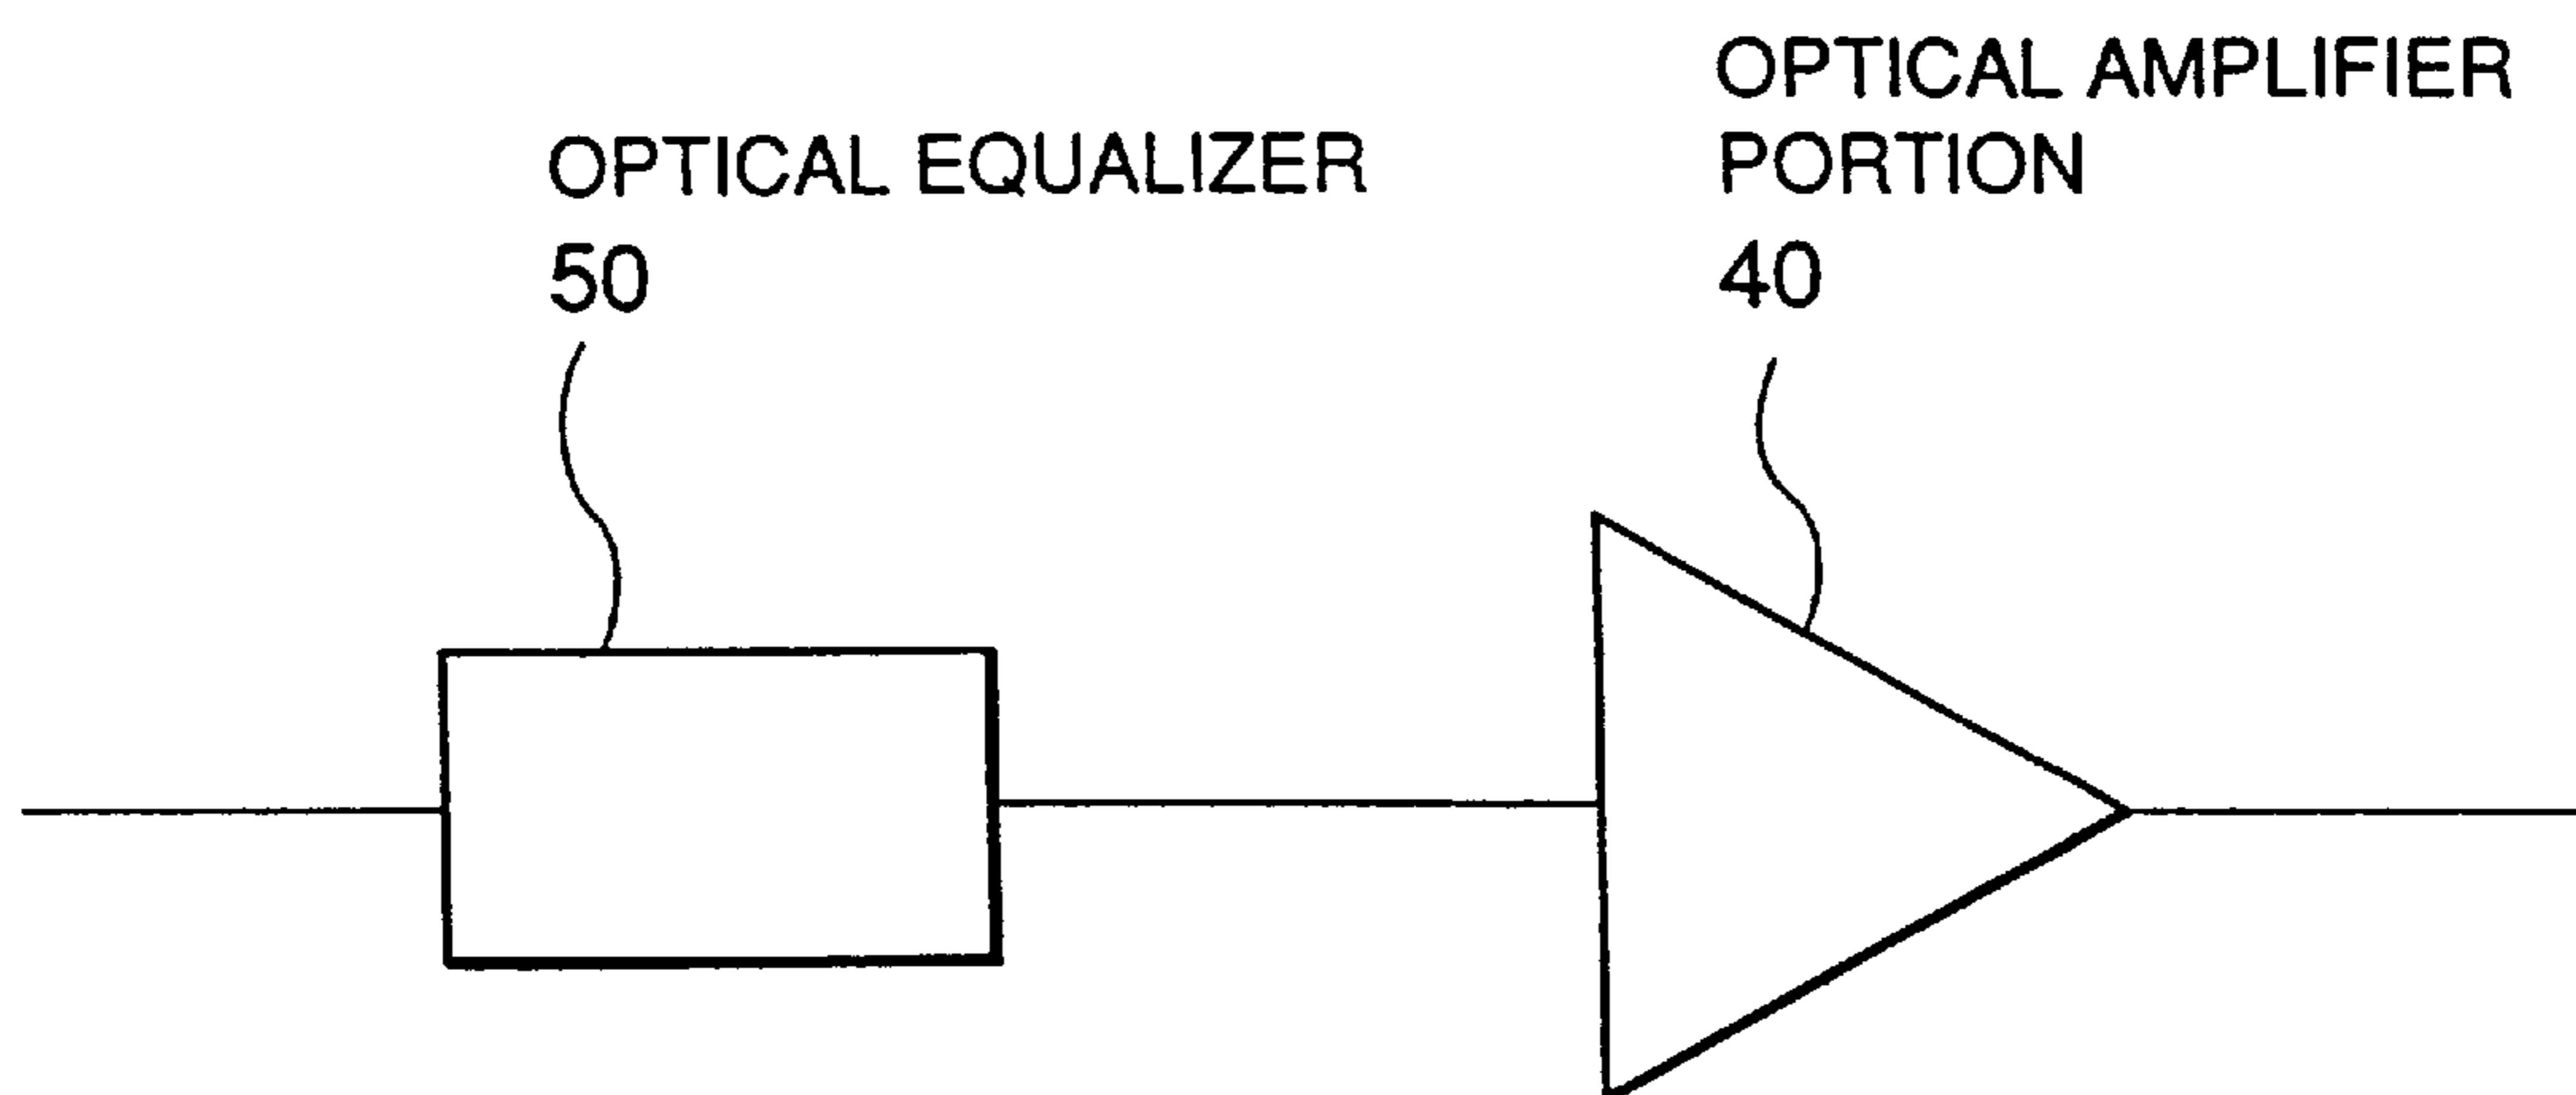 OPTICAL EQUALIZER
50
OPTICAL AMPLIFIER
PORTION
40